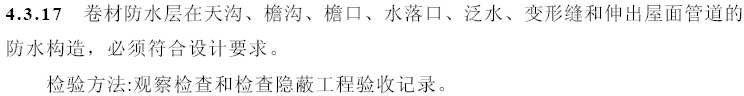 4.3.17 卷材防水层在天沟、檐沟、檐口、水落口、泛水、变形缝和伸出屋面管道的
防水构造，必须符合设计要求。
检验方法:观察检查和检查隐蔽工程验收记录。